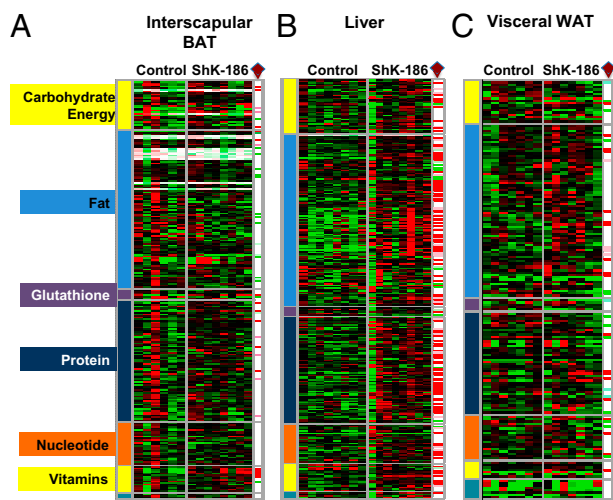 A
Interscapular
BAT
Control ShK-186
B
Liver
Control ShK-186
C
Visceral WAT
Control ShK-186
Carbohydrate
Energy
Fat
Glutathione
Protein
Nucleotide
Vitamins